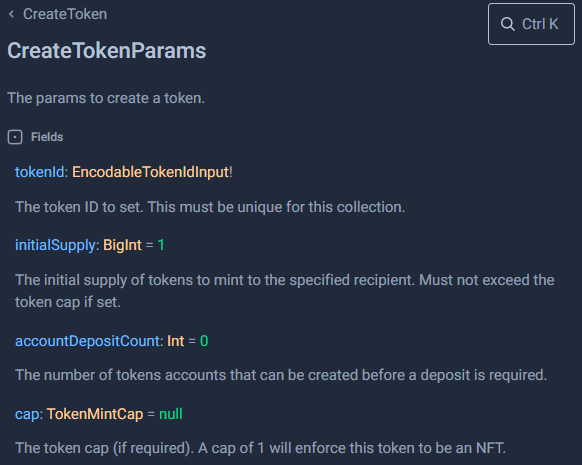 CreateToken
Ctrl K
CreateTokenParams
The params to create a token.
Fields
tokenId: EncodableTokenIdInput!
The token ID to set. This must be unique for this collection.
initialSupply: BigInt = 1
The initial supply of tokens to mint to the specified recipient. Must not exceed the
token cap if set.
accountDepositCount: Int = 0
The number of tokens accounts that can be created before a deposit is required.
cap: TokenMintCap = null
The token cap (if required). A cap of 1 will enforce this token to be an NFT.